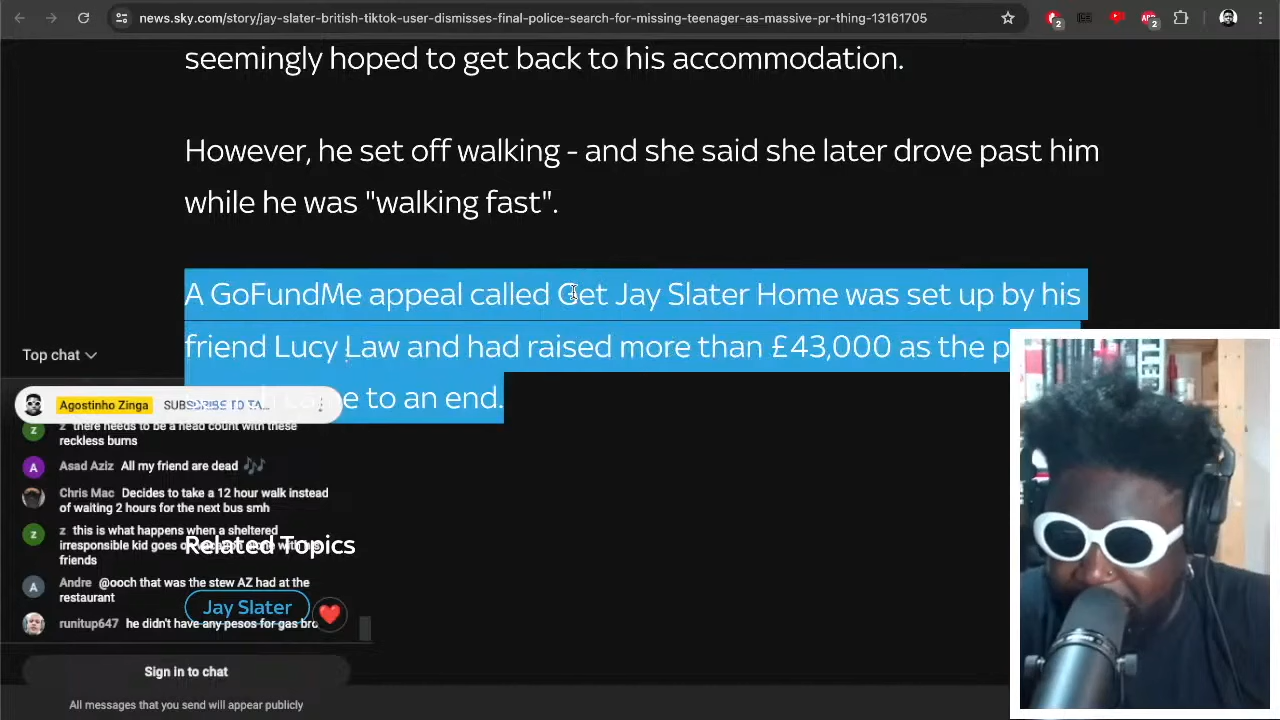 news.sky.com/story/jay-slater-british-tiktok-user-dismisses-final-police-search-for-missing-teenager-as-massive-pr-thing-13161705
2
2
seemingly hoped to get back to his accommodation.
However, he set off walking - and she said she later drove past him
while he was "walking fast".
A GoFundMe appeal called Get Jay Slater Home was set up by his
friend Lucy Law and had raised more than £43,000 as the
came to an end.
Top chat
Agostinho Zinga SUBSCRIBE TO TA...
z there needs to be a head count with these
reckless bums
A Asad Aziz All my friend are dead
Chris Mac Decides to take a 12 hour walk instead
of waiting 2 hours for the next bus smh
z z this is what happens when a sheltered
irresponsible kid goes
friends
Related Topics
A Andre @ooch that was the stew AZ had at the
restaurant
Jay Slater
runitup647 he didn't have any pesos for gas bro
Sign in to chat
All messages that you send will appear publicly